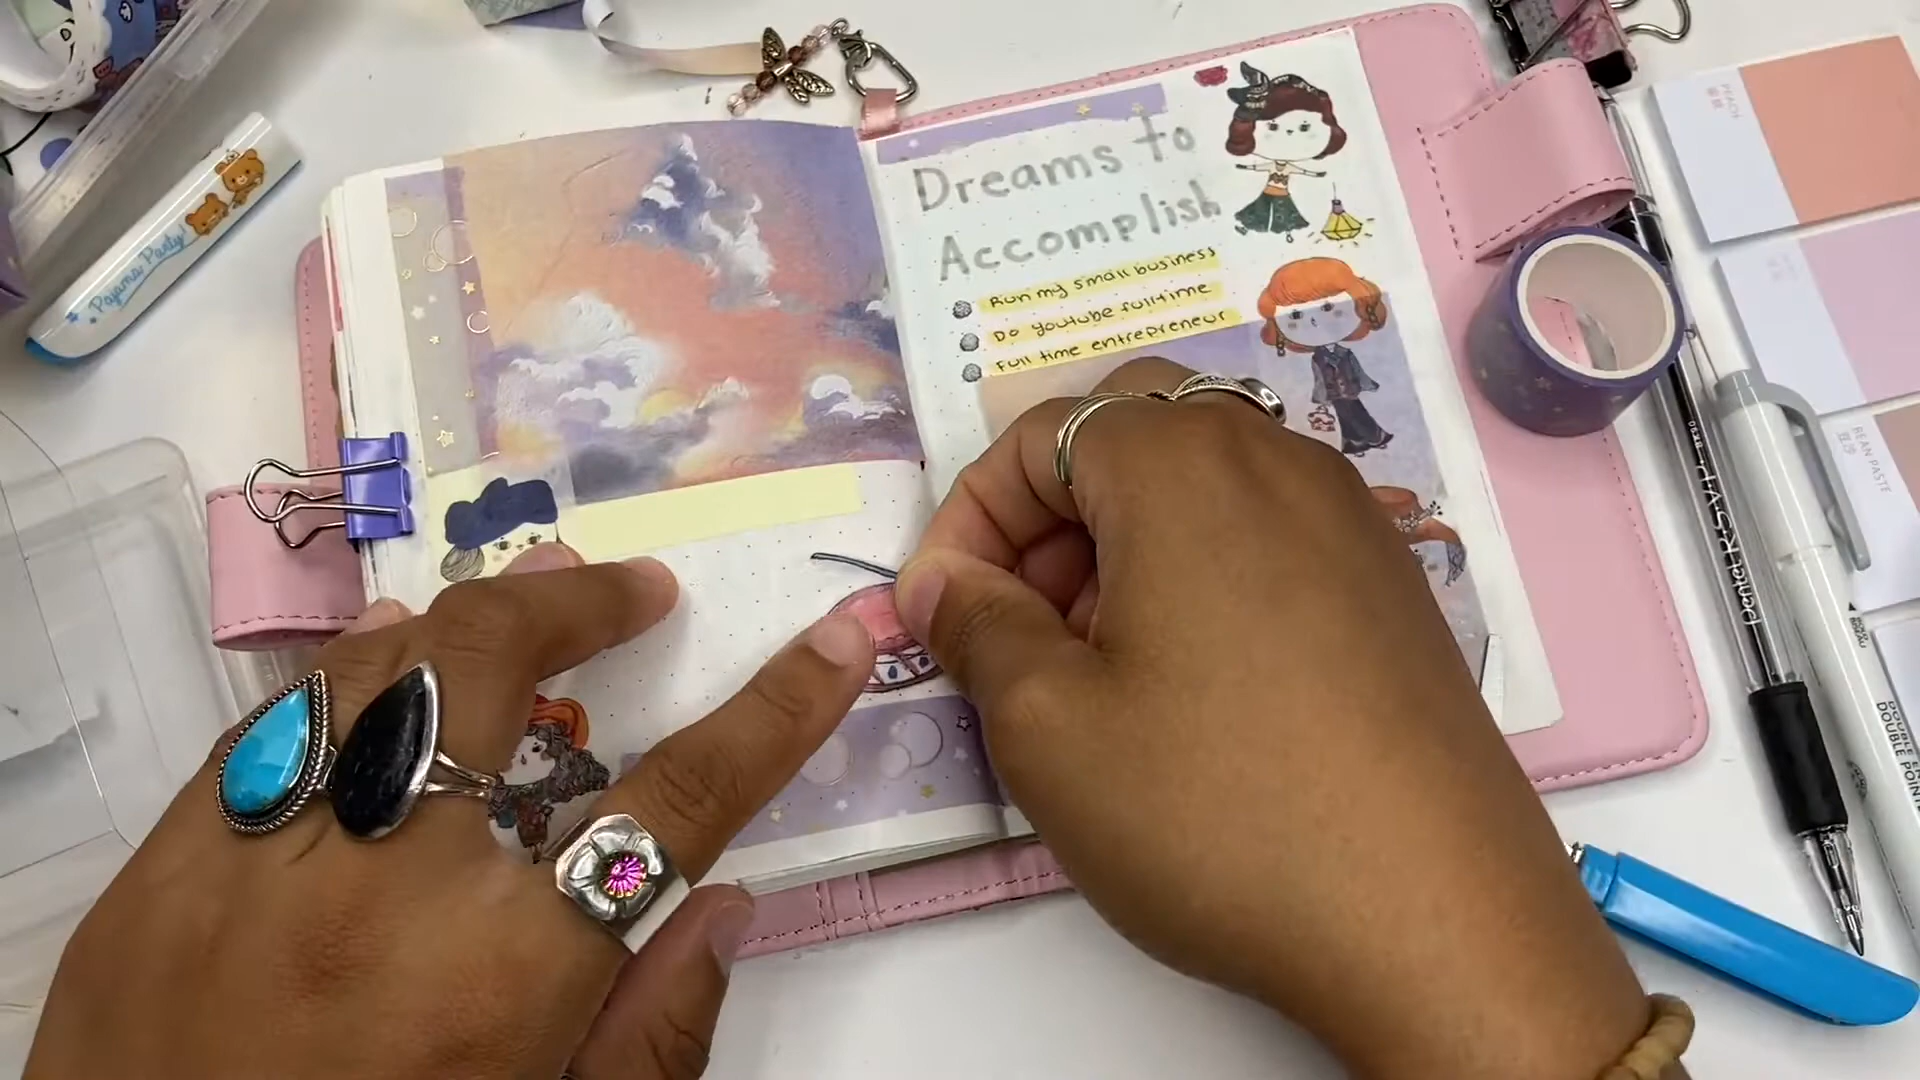 Pajama Party
Dreams to
Accomplish
Run my small business
Do youtube fulltime
Full time entrepreneur
PEACH
BEAN PASTE
Pentel R.S.V.P.
DOUBLE POINT